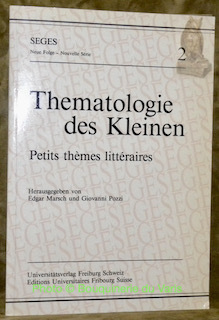 SEGES
Neue Folge – Nouvelle Série
2
Thematologie
des Kleinen
Petits thèmes littéraires
Herausgegeben von
Edgar Marsch und Giovanni Pozzi
Universitätsverlag Freiburg Schweiz
Editions Universitaires Fribourg Suisse